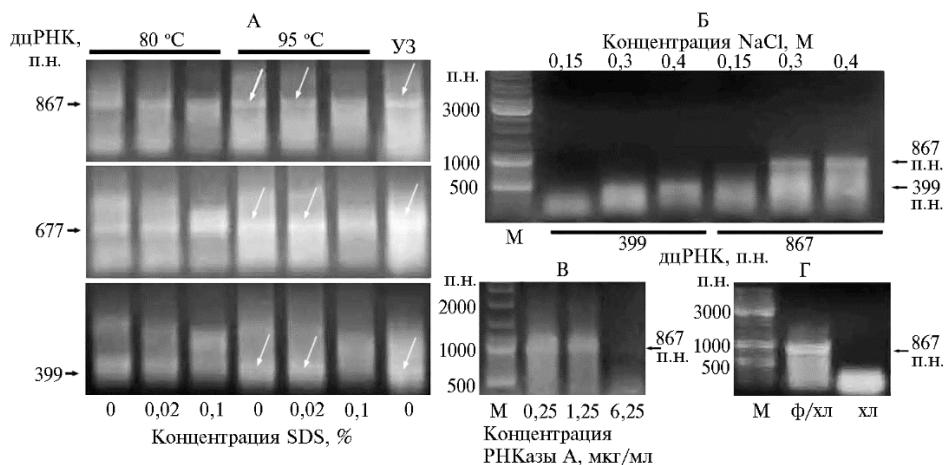 А
дцРНК,
п.н.
80 °C
95 °C
УЗ
867
677
399
0 0,02 0,1 0 0,02 0,1 0
Концентрация SDS, %
Б
Концентрация NaCl, М
п.н.
0,15 0,3 0,4 0,15 0,3 0,4
3000
1000
500
867
п.н.
399
п.н.
М
399
867
дцРНК, п.н.
В
п.н.
2000
1000
500
867
п.н.
М 0,25 1,25 6,25
Концентрация
РНКазы А, мкг/мл
Г
п.н.
3000
1000
500
867
п.н.
М ф/хл хл